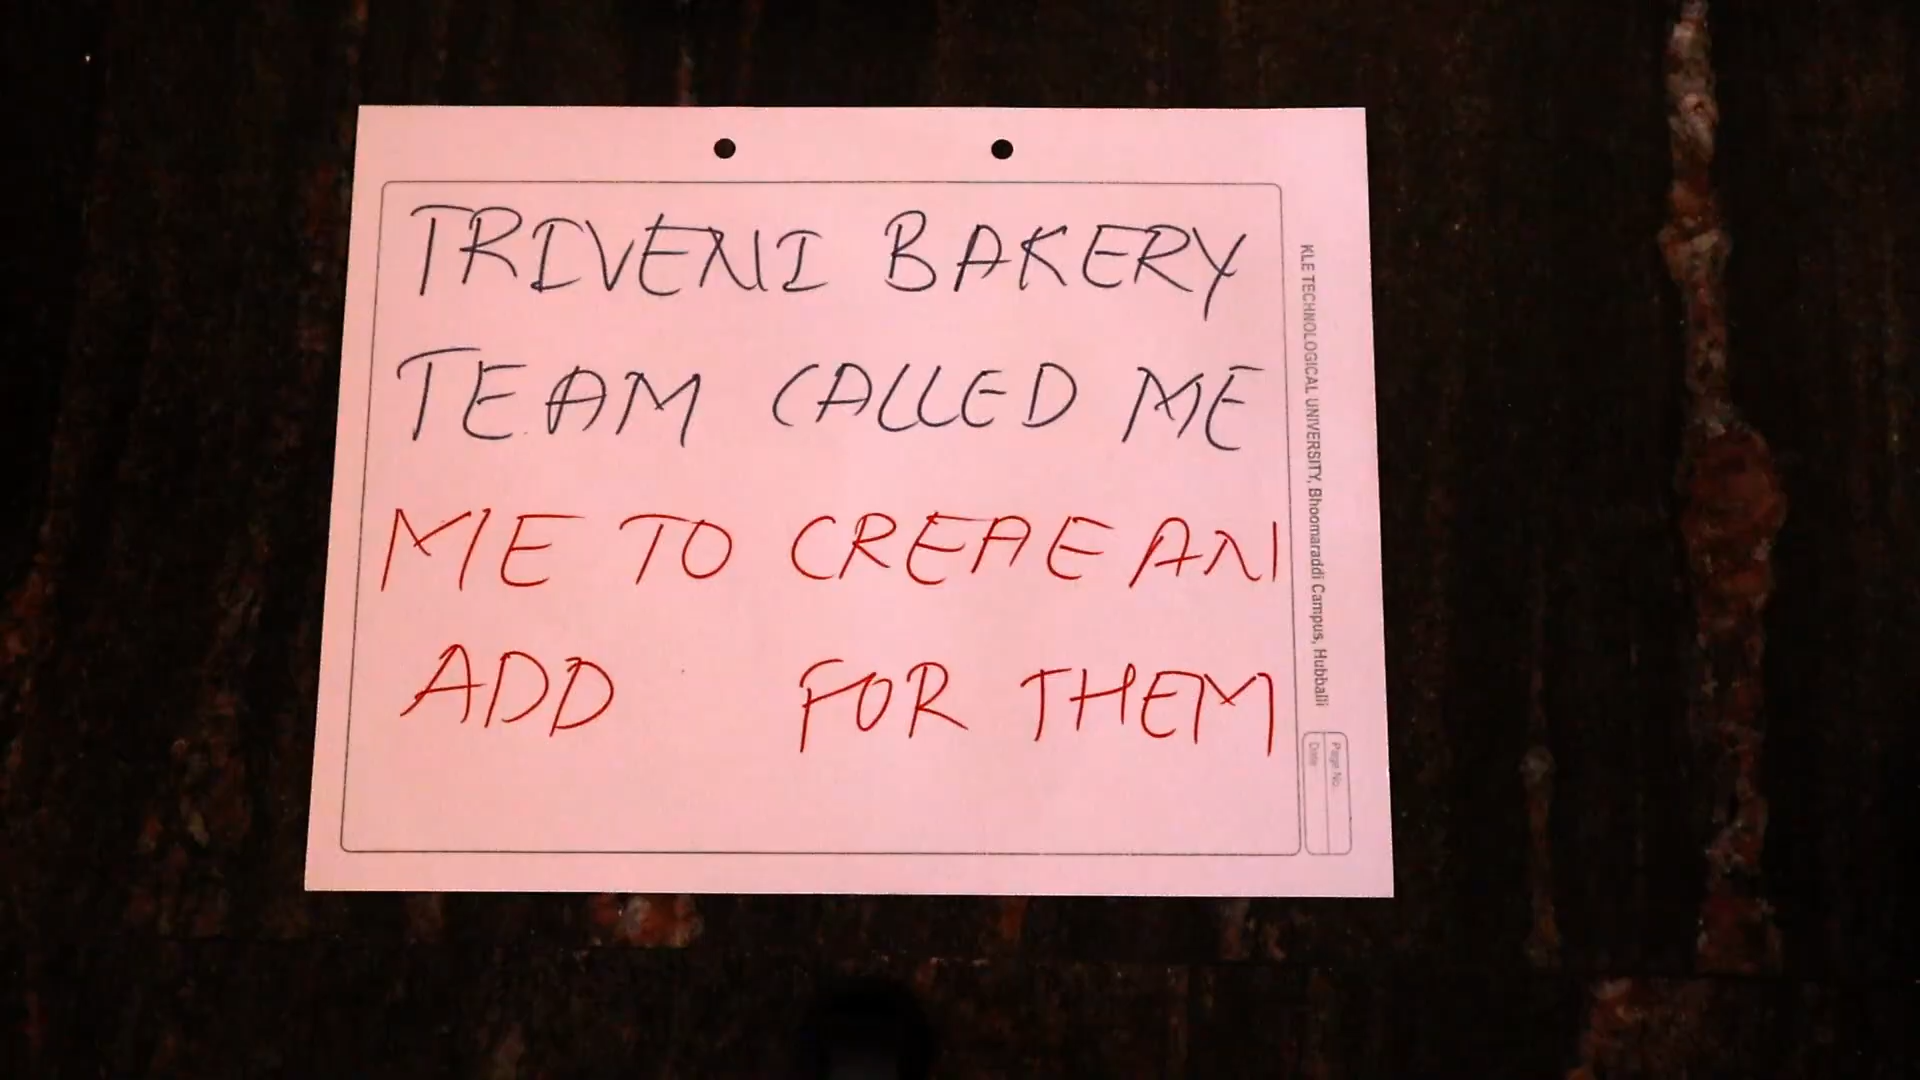 TRIVENI BAKERY
TEAM CALLED ME
ME TO CREAE AN
ADD FOR THEM
KLE TECHNOLOGICAL UNIVERSITY, Bhoomaraddi Campus, Hubballi
Page No.
Date